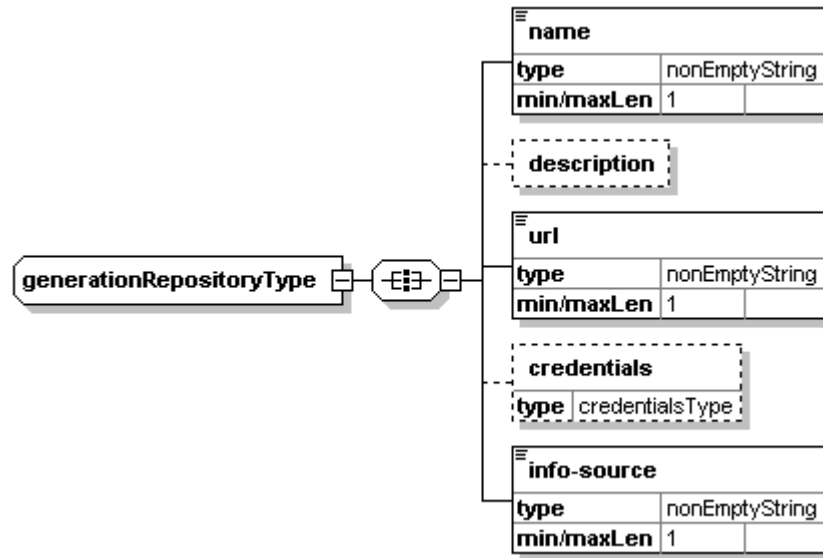 name
type nonEmptyString
min/maxLen 1
description
url
type nonEmptyString
min/maxLen 1
generationRepositoryType
credentials
type credentialsType
info-source
type nonEmptyString
min/maxLen 1